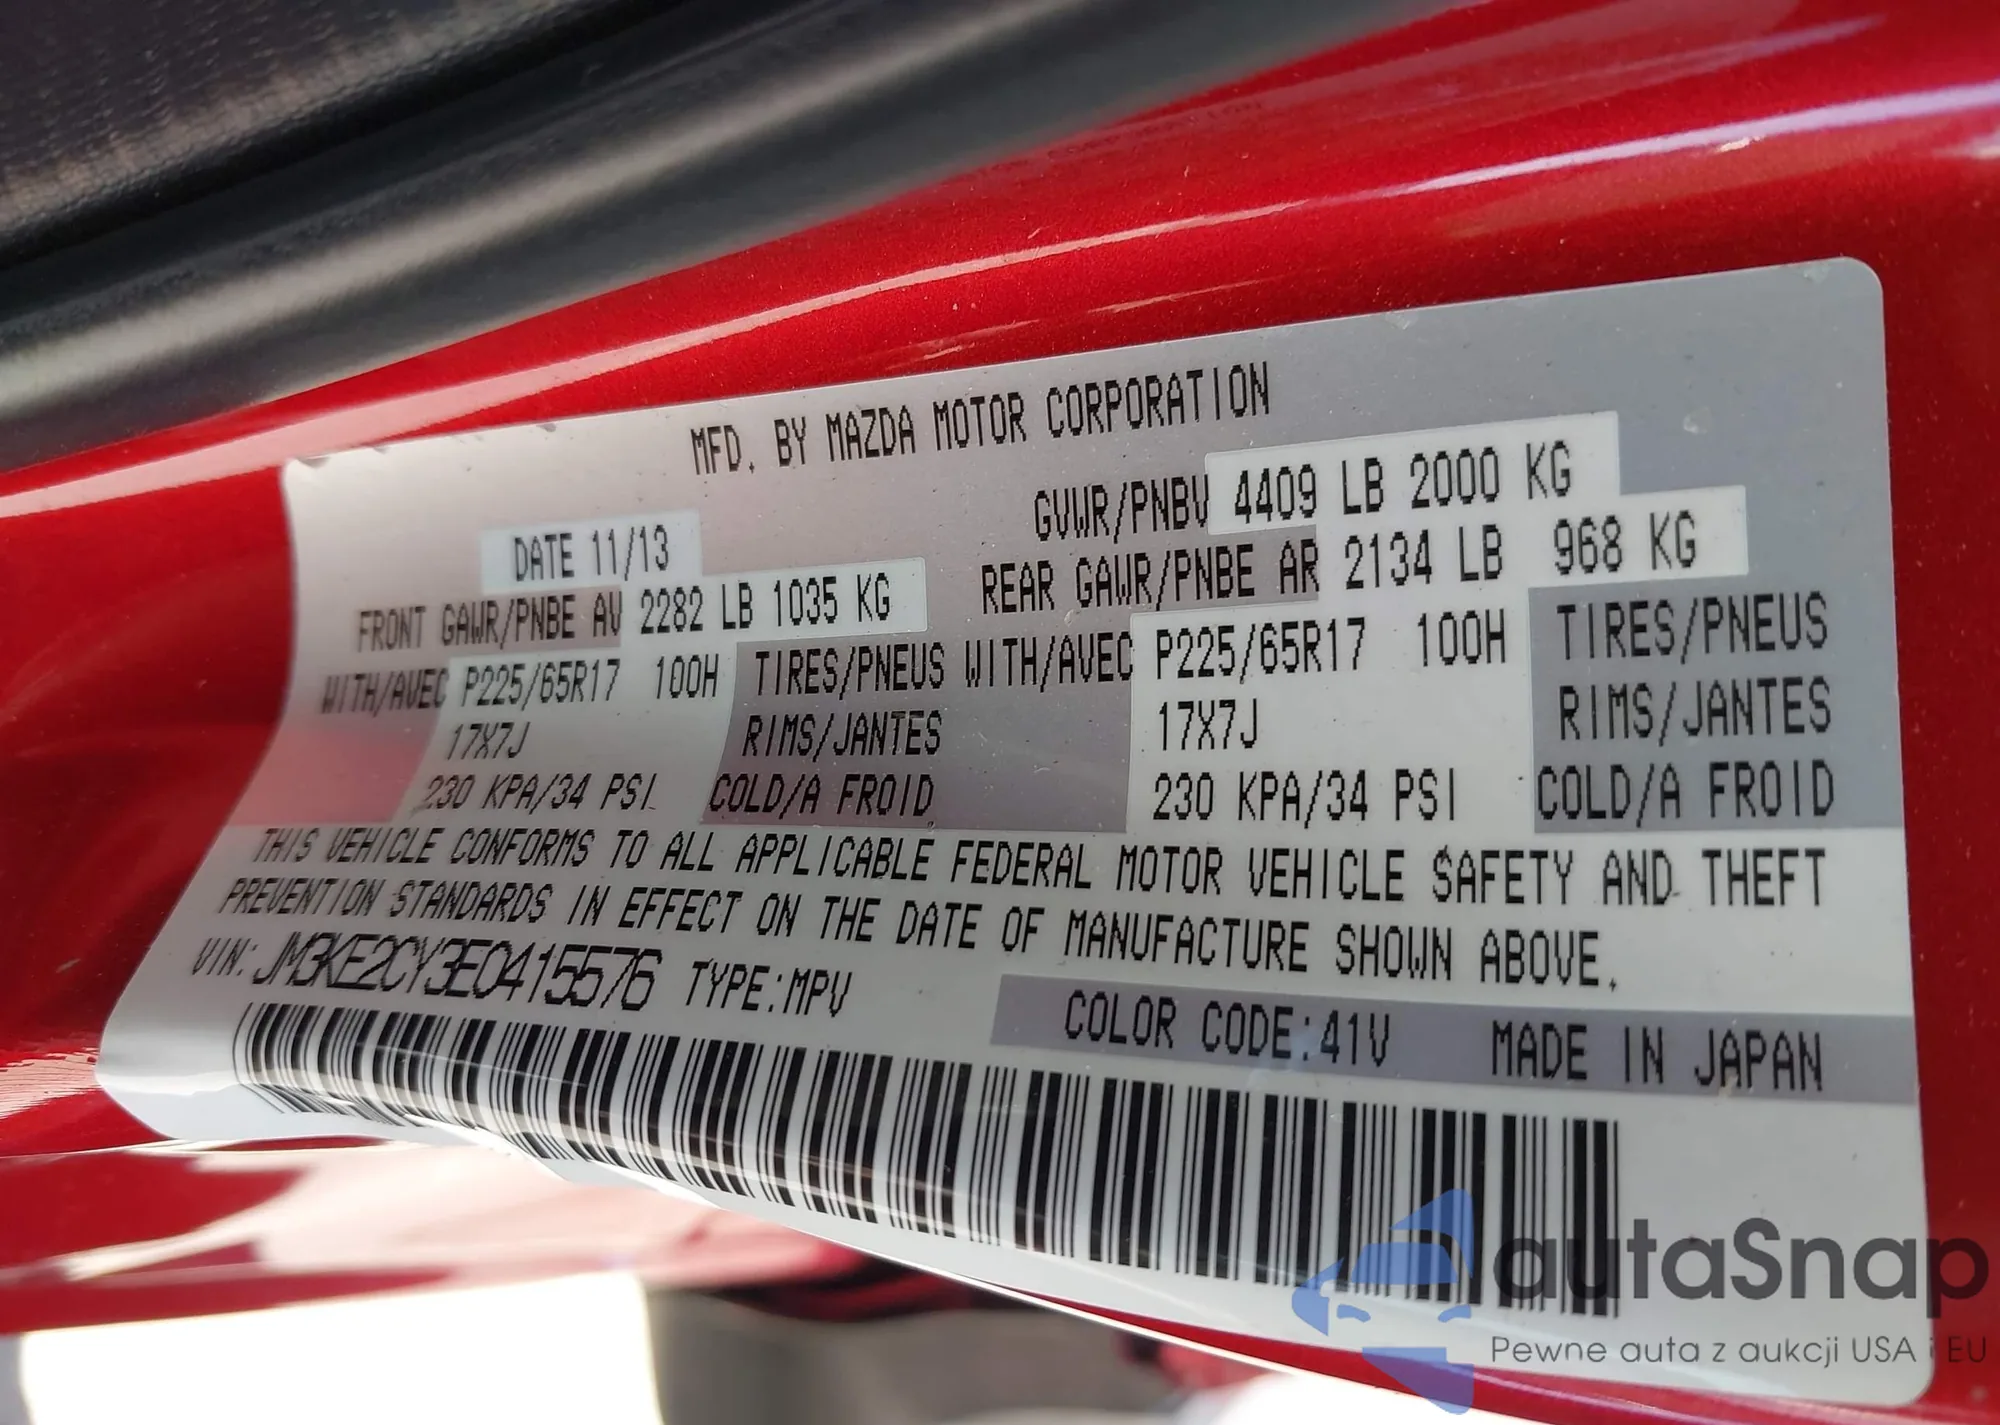 MFD. BY MAZDA MOTOR CORPORATION
DATE 11/13
GVWR/PNBV 4409 LB 2000 KG
FRONT GAWR/PNBE AV 2282 LB 1035 KG
REAR GAWR/PNBE AR 2134 LB 968 KG
WITH/AVEC P225/65R17 100H TIRES/PNEUS WITH/AVEC P225/65R17 100H TIRES/PNEUS
17X7J RIMS/JANTES 17X7J RIMS/JANTES
230 KPA/34 PSI COLD/A FROID 230 KPA/34 PSI COLD/A FROID
THIS VEHICLE CONFORMS TO ALL APPLICABLE FEDERAL MOTOR VEHICLE SAFETY AND THEFT
PREVENTION STANDARDS IN EFFECT ON THE DATE OF MANUFACTURE SHOWN ABOVE.
VIN: JM3KE2CY3E0415576 TYPE:MPV
COLOR CODE:41V MADE IN JAPAN
autaSnap
Pewne auta z aukcji USA i EU